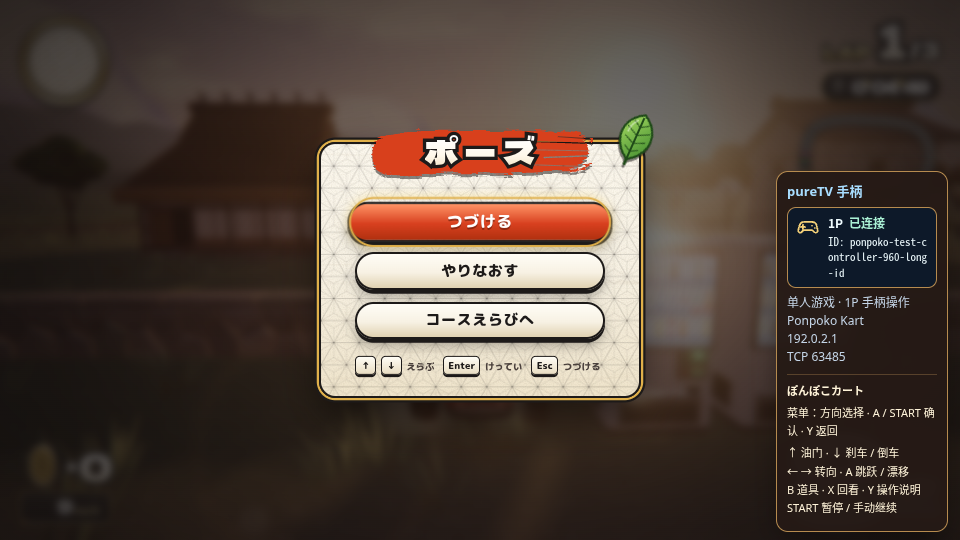 ポーズ
つづける
やりなおす
コースえらびへ
↑ ↓ えらぶ Enter けってい Esc つづける
1
pureTV 手柄
1P 已连接
ID: ponpoko-test-c
ontroller-960-long
-id
单人游戏 · 1P 手柄操作
Ponpoko Kart
192.0.2.1
TCP 63485
ぽんぽこカート
菜单：方向选择 · A / START 确
认 · Y 返回
↑ 油门 · ↓ 刹车 / 倒车
← → 转向 · A 跳跃 / 漂移
B 道具 · X 回看 · Y 操作说明
START 暂停 / 手动继续